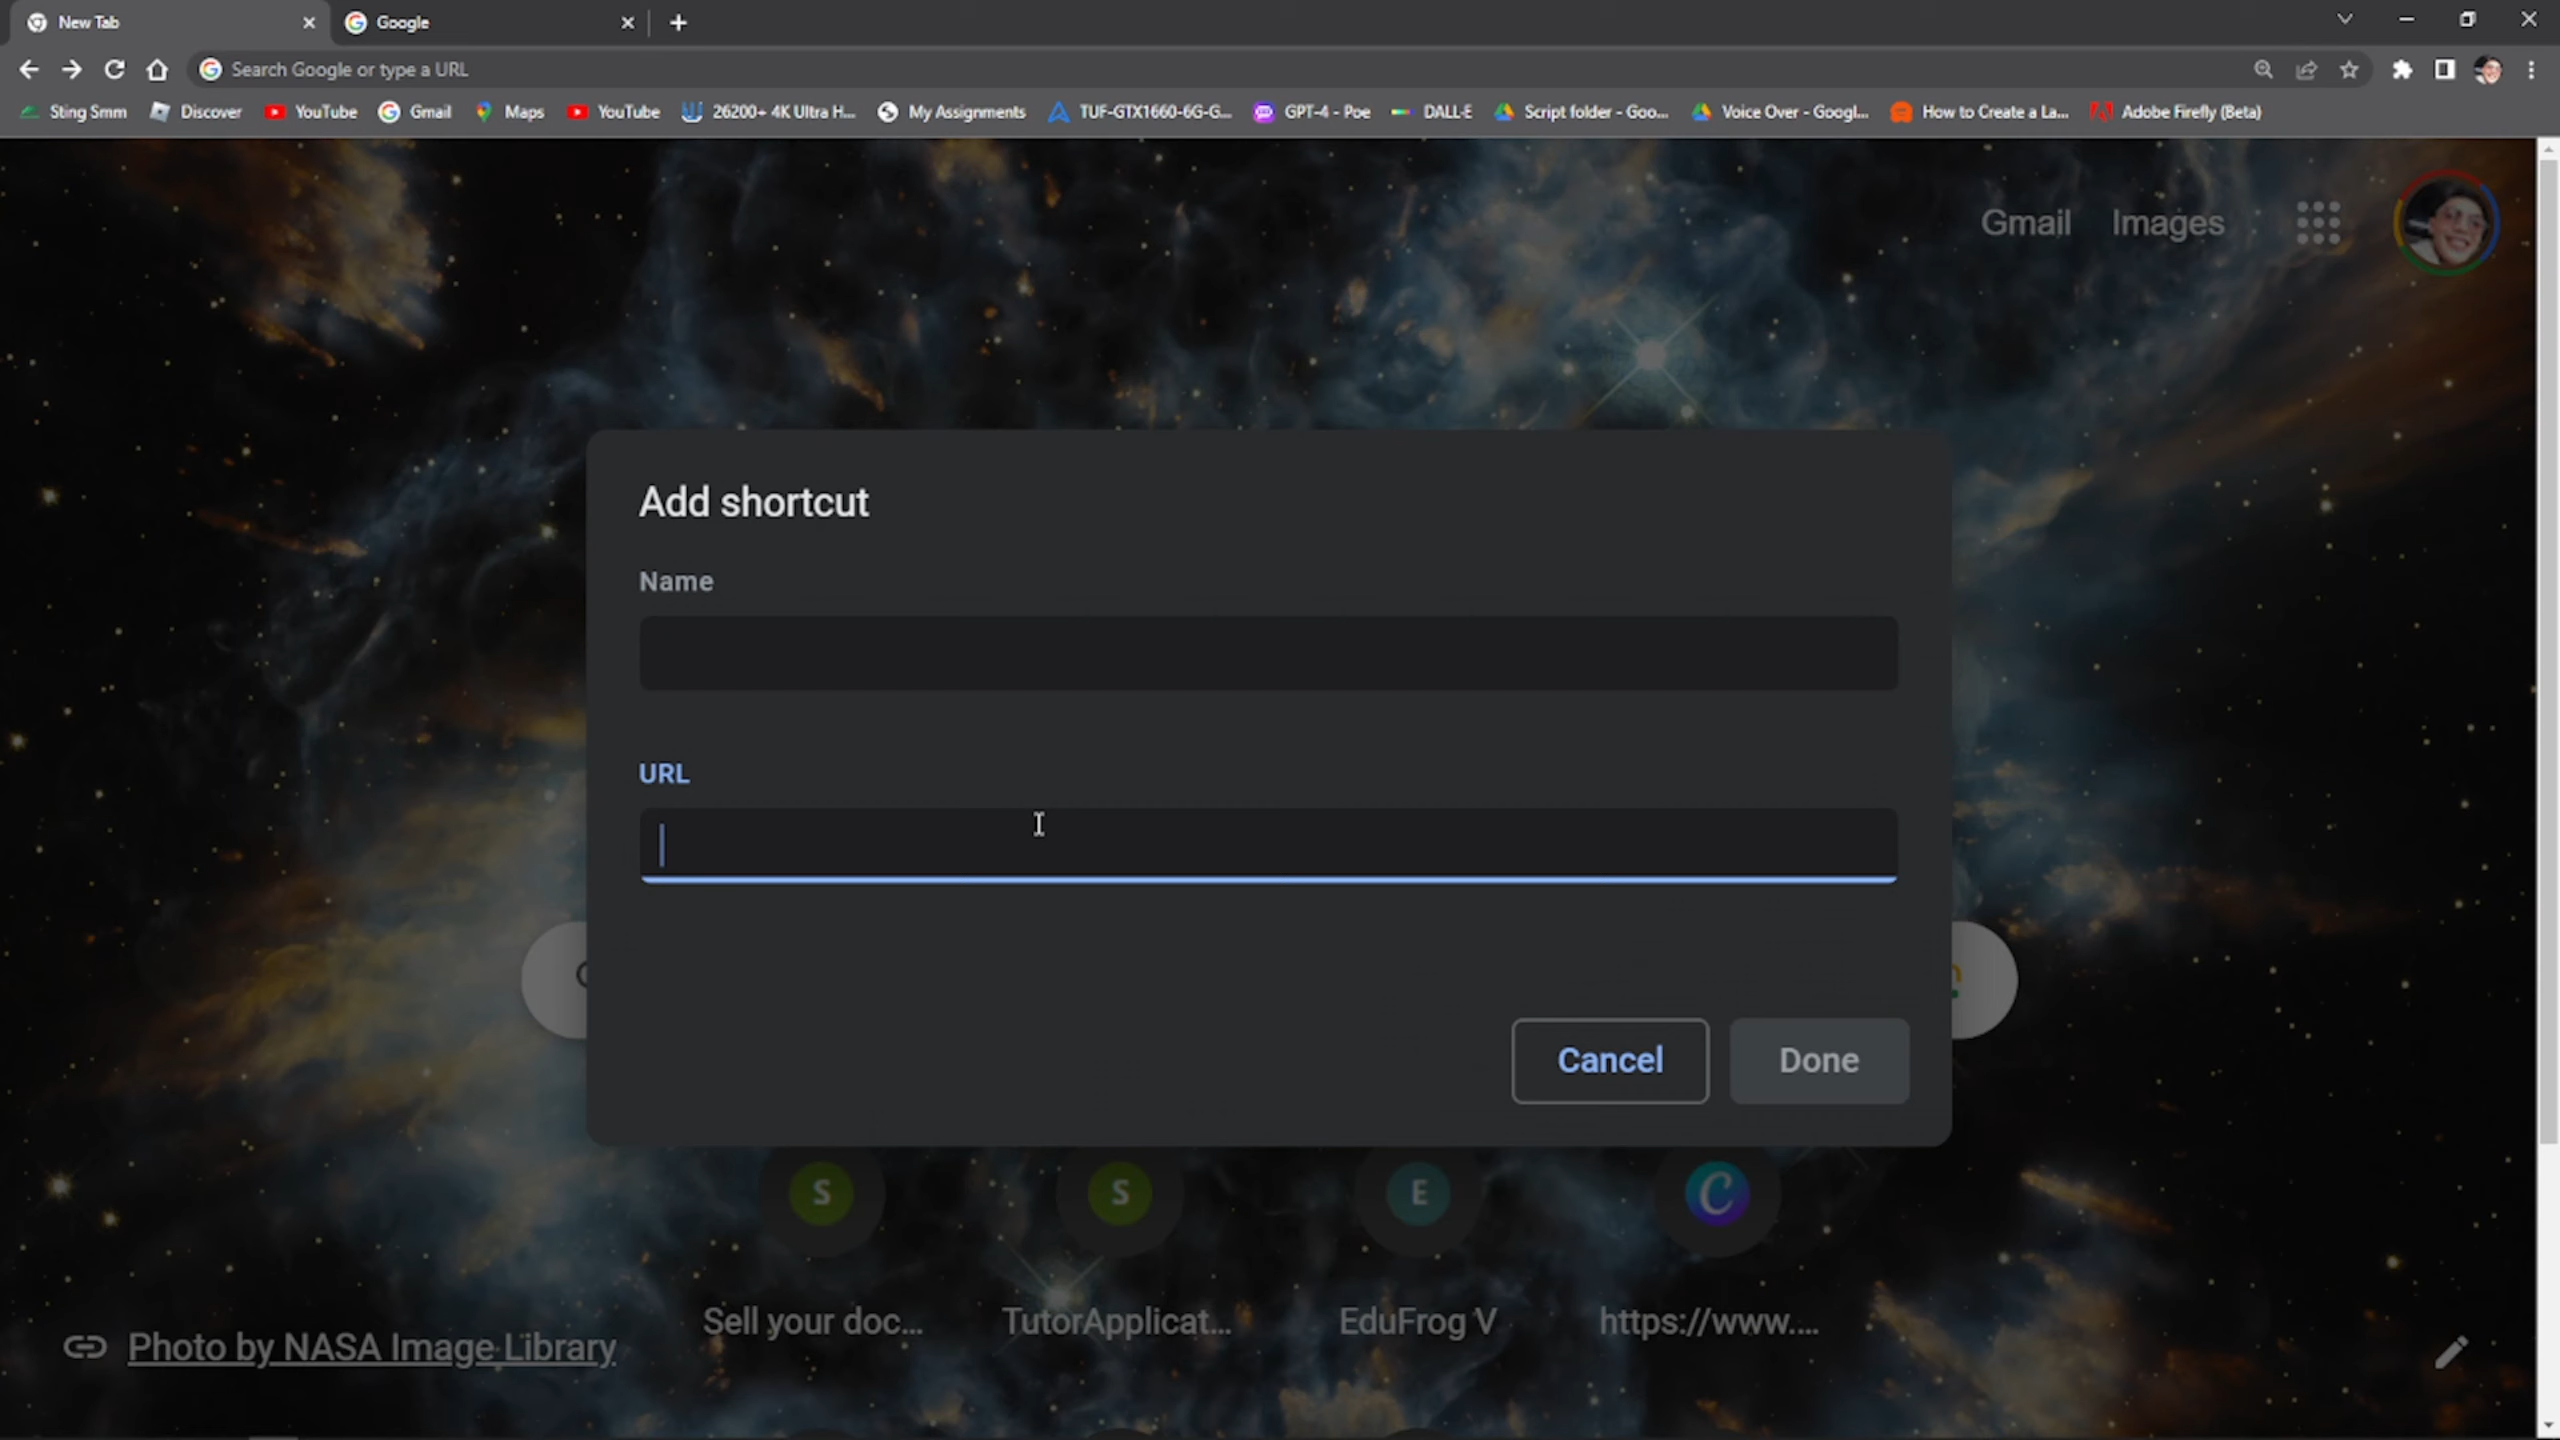 New Tab
Google
Search Google or type a URL
Sting Smm
Discover
YouTube
Gmail
Maps
YouTube
26200+ 4K Ultra H...
My Assignments
TUF-GTX1660-6G-G...
GPT-4 - Poe
DALL·E
Script folder - Goo...
Voice Over - Googl...
How to Create a La...
Adobe Firefly (Beta)
Gmail
Images
Add shortcut
Name
URL
Cancel
Done
S
S
E
C
Sell your doc...
TutorApplicat...
EduFrog V
https://www....
Photo by NASA Image Library